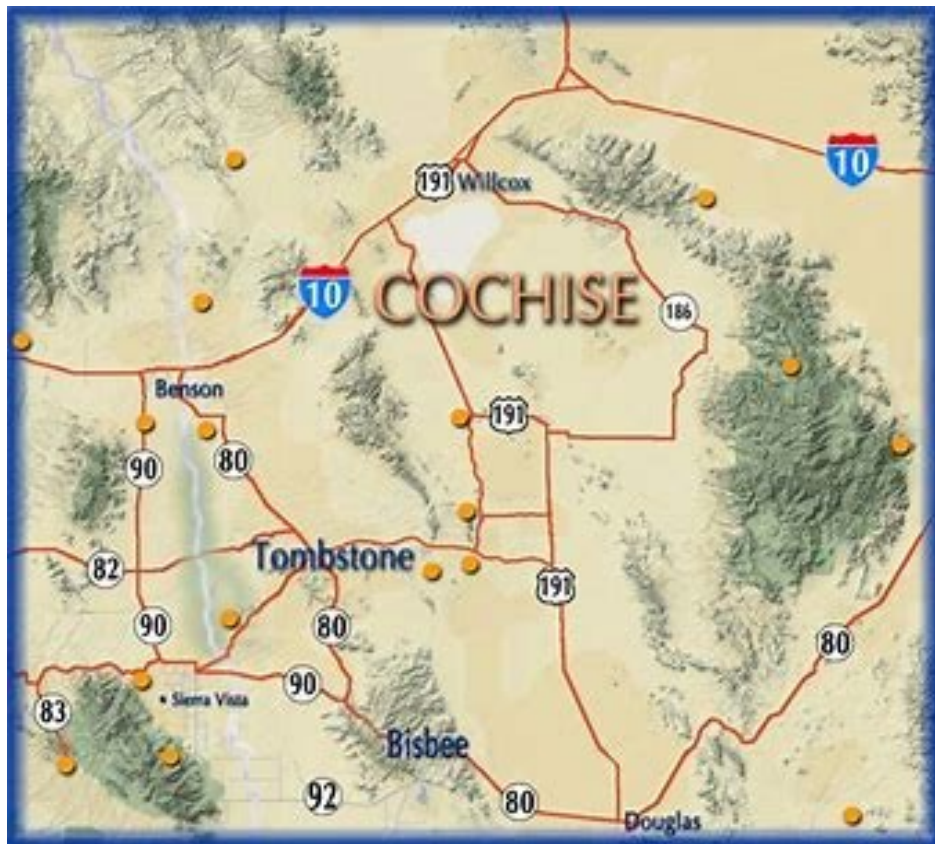 10
191 Willcox
10
COCHISE
186
Benson
191
90
80
Tombstone
82
191
90
80
80
90
Sierra Vista
83
Bisbee
92
80
Douglas